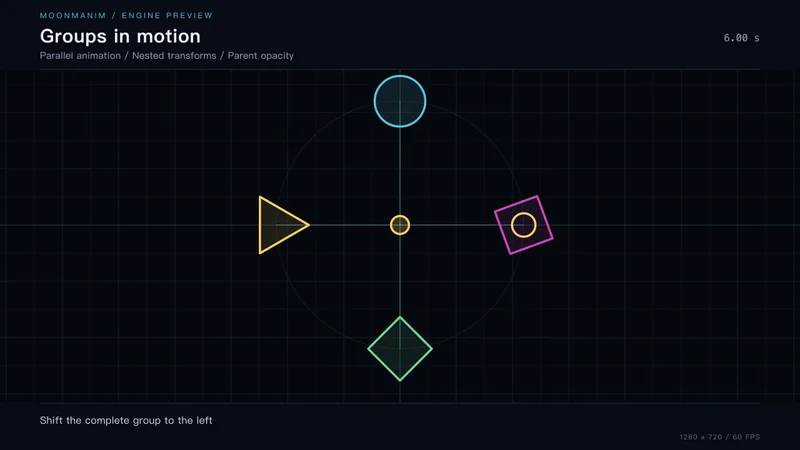 MOONMANIM / ENGINE PREVIEW
Groups in motion
6.00 s
Parallel animation / Nested transforms / Parent opacity
Shift the complete group to the left
1280 × 720 / 60 FPS